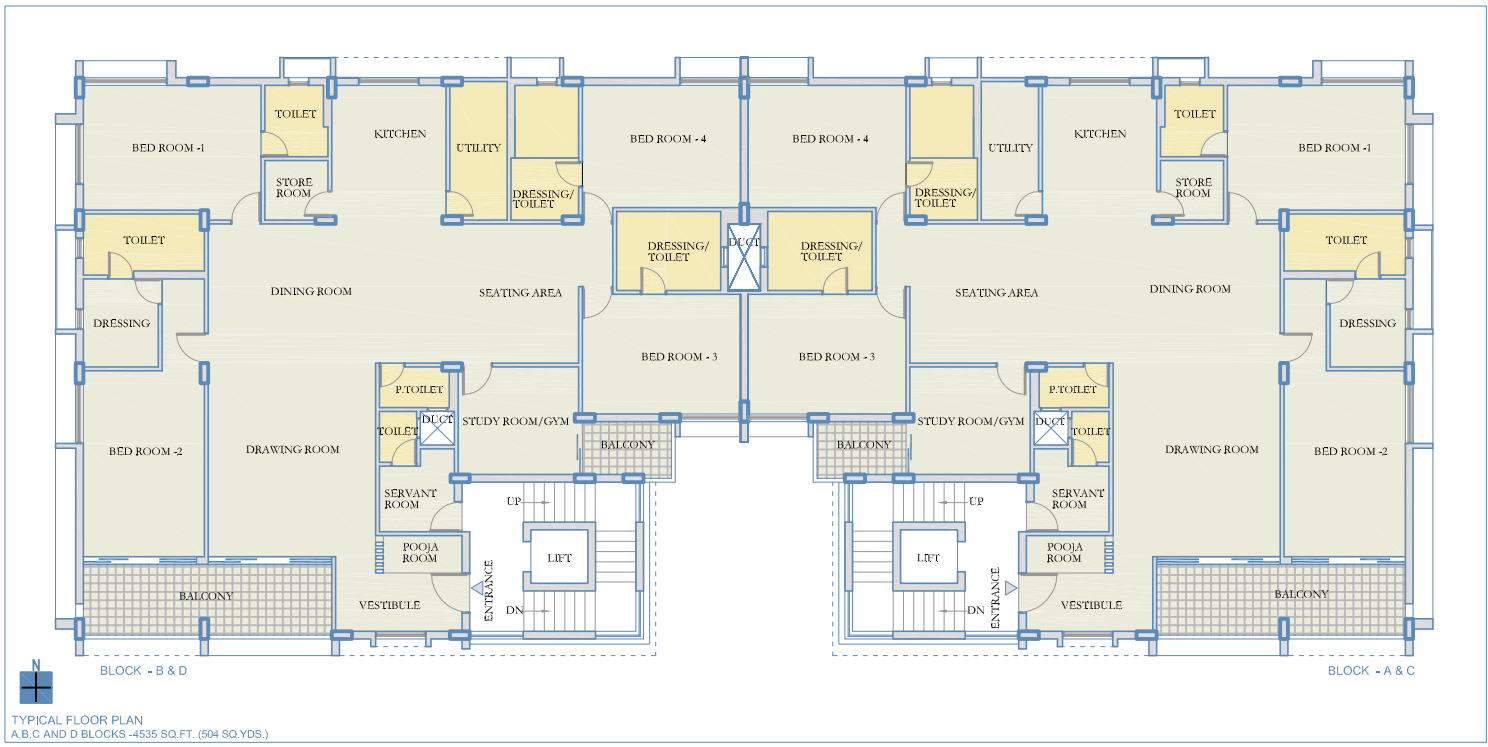 TOILET
KITCHEN
BED ROOM -1
UTILITY
BED ROOM - 4
STORE
ROOM
DRESSING/
TOILET
BED ROOM - 4
UTILITY
KITCHEN
TOILET
BED ROOM -1
DRESSING/
TOILET
STORE
ROOM
TOILET
DRESSING/
TOILET
DUCT
DRESSING/
TOILET
TOILET
DINING ROOM
SEATING AREA
SEATING AREA
DINING ROOM
DRESSING
BED ROOM - 3
BED ROOM - 3
DRESSING
P.TOILET
P.TOILET
TOILET
DUCT
STUDY ROOM/GYM
STUDY ROOM/GYM
DUCT
TOILET
BED ROOM -2
DRAWING ROOM
BALCONY
BALCONY
DRAWING ROOM
BED ROOM -2
SERVANT
ROOM
UP
UP
SERVANT
ROOM
POOJA
ROOM
LIFT
LIFT
POOJA
ROOM
ENTRANCE
ENTRANCE
BALCONY
VESTIBULE
DN
DN
VESTIBULE
BALCONY
BLOCK - B & D
BLOCK - A & C
N
TYPICAL FLOOR PLAN
A,B,C AND D BLOCKS -4535 SQ.FT. (504 SQ.YDS.)